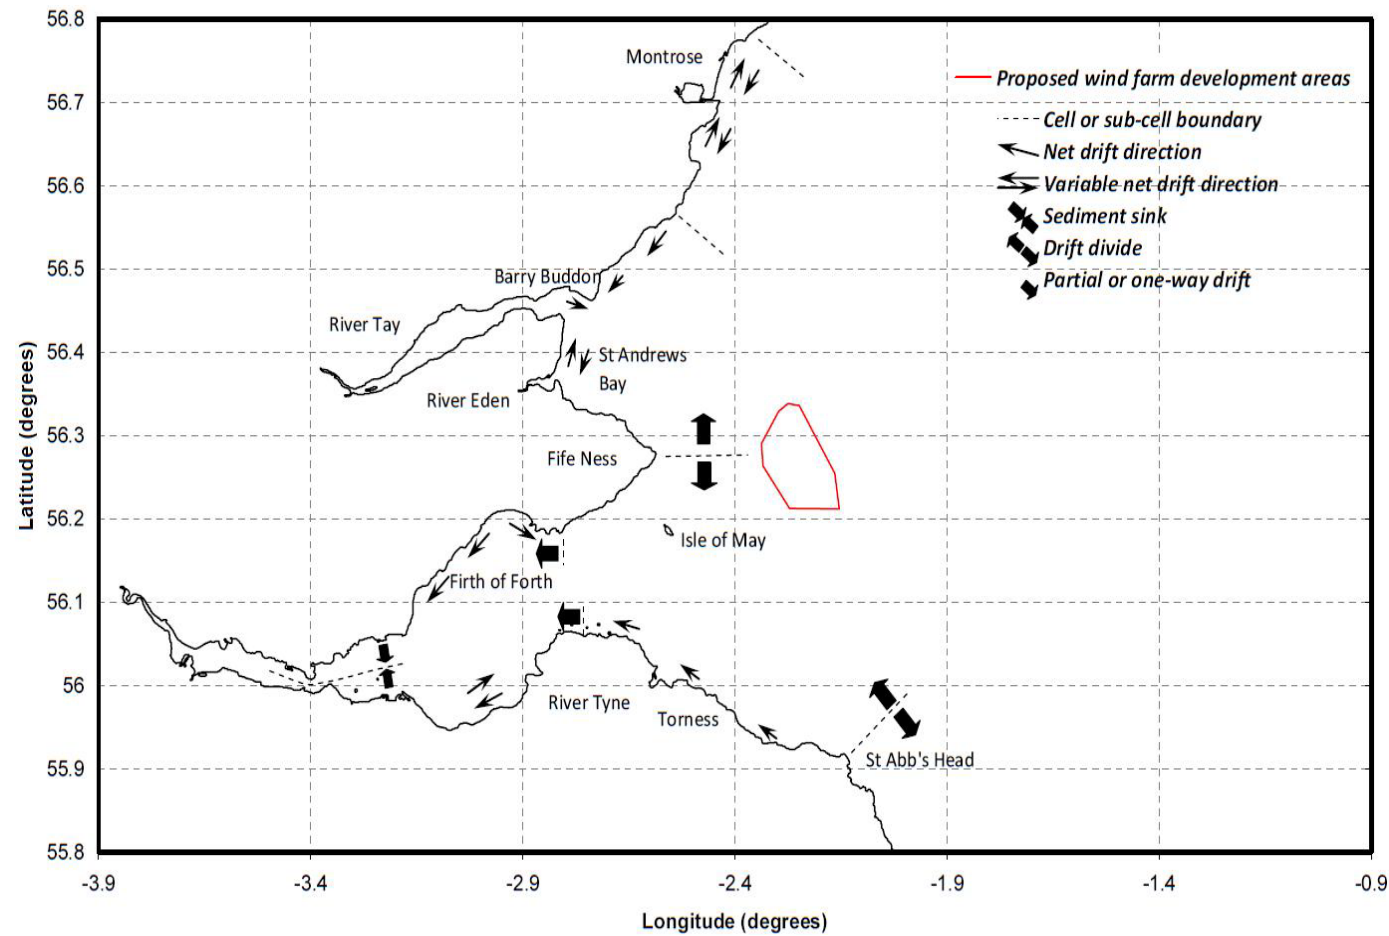 56.8
56.7
56.6
56.5
56.4
56.3
56.2
56.1
56
55.9
55.8
Latitude (degrees)
-3.9
-3.4
-2.9
-2.4
-1.9
-1.4
-0.9
Longitude (degrees)
Proposed wind farm development areas
Cell or sub-cell boundary
Net drift direction
Variable net drift direction
Sediment sink
Drift divide
Partial or one-way drift
Montrose
Barry Buddon
River Tay
St Andrews
Bay
River Eden
Fife Ness
Isle of May
Firth of Forth
River Tyne
Torness
St Abb's Head